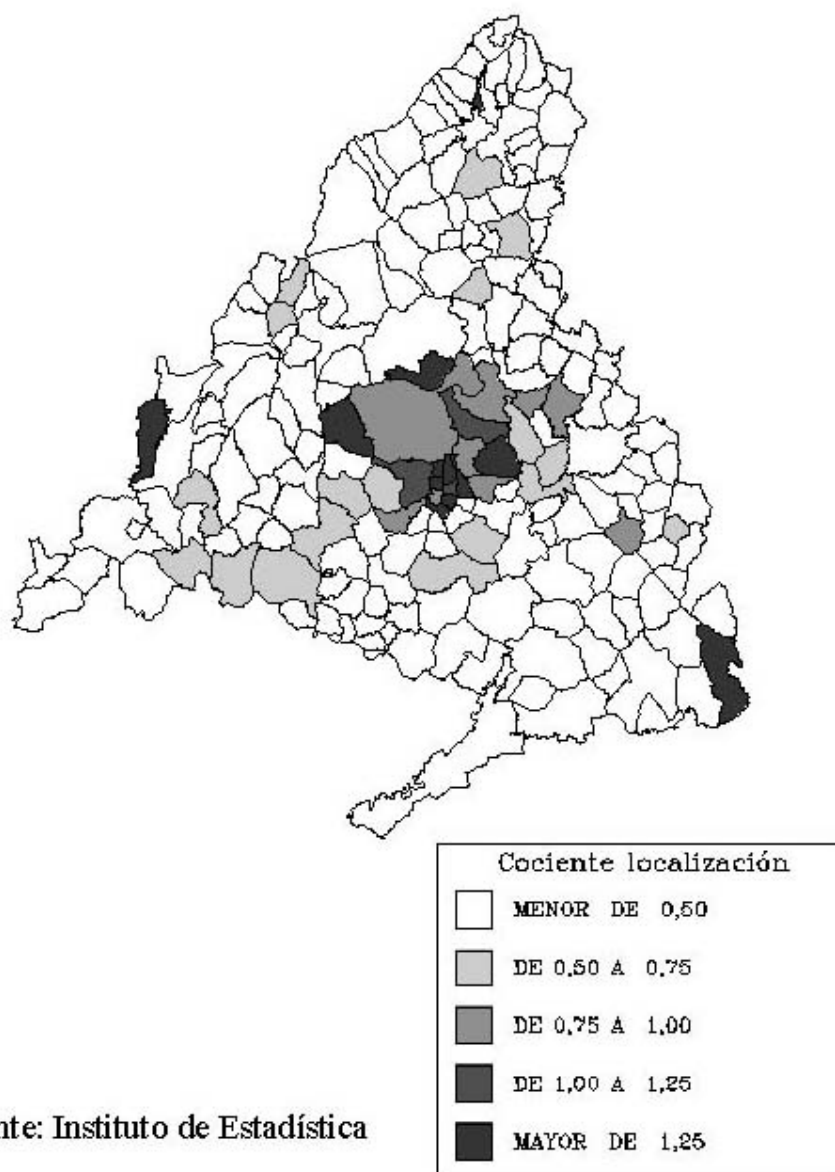 Cociente localización
MENOR DE 0,50
DE 0,50 A 0,75
DE 0,75 A 1,00
DE 1,00 A 1,25
MAYOR DE 1,25
nte: Instituto de Estadística